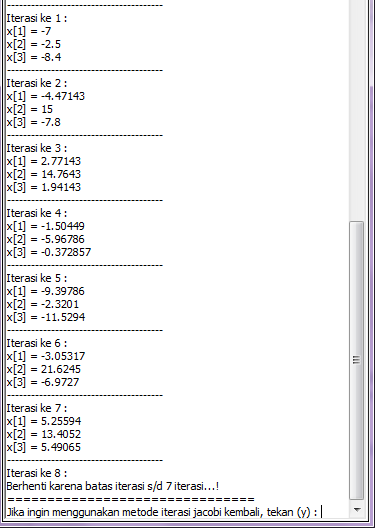 ---------------------------------------
Iterasi ke 1 :
x[1] = -7
x[2] = -2.5
x[3] = -8.4
---------------------------------------
Iterasi ke 2 :
x[1] = -4.47143
x[2] = 15
x[3] = -7.8
---------------------------------------
Iterasi ke 3 :
x[1] = 2.77143
x[2] = 14.7643
x[3] = 1.94143
---------------------------------------
Iterasi ke 4 :
x[1] = -1.50449
x[2] = -5.96786
x[3] = -0.372857
---------------------------------------
Iterasi ke 5 :
x[1] = -9.39786
x[2] = -2.3201
x[3] = -11.5294
---------------------------------------
Iterasi ke 6 :
x[1] = -3.05317
x[2] = 21.6245
x[3] = -6.9727
---------------------------------------
Iterasi ke 7 :
x[1] = 5.25594
x[2] = 13.4052
x[3] = 5.49065
---------------------------------------
Iterasi ke 8 :
Berhenti karena batas iterasi s/d 7 iterasi...!
===============================
Jika ingin menggunakan metode iterasi jacobi kembali, tekan (y) :